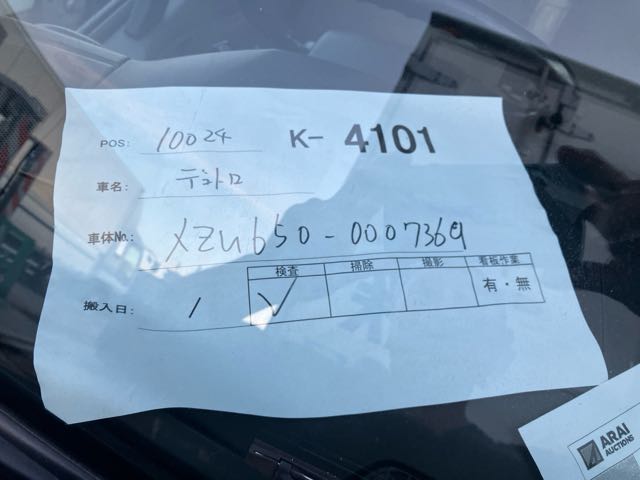 POS: 10024 K- 4101
車名: デュトロ
車体No.: XZU650-0007369
検査 掃除 撮影 看板作業
搬入日: / ✓ 有・無
ARAI
AUCTIONS